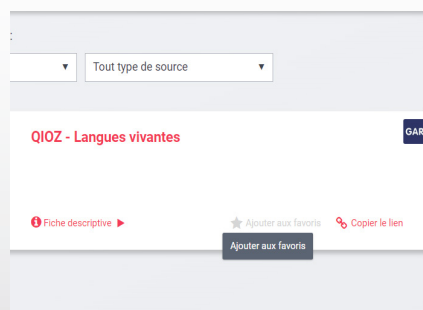 :
Tout type de source
QIOZ - Langues vivantes
GAR
Fiche descriptive
Ajouter aux favoris
Copier le lien
Ajouter aux favoris